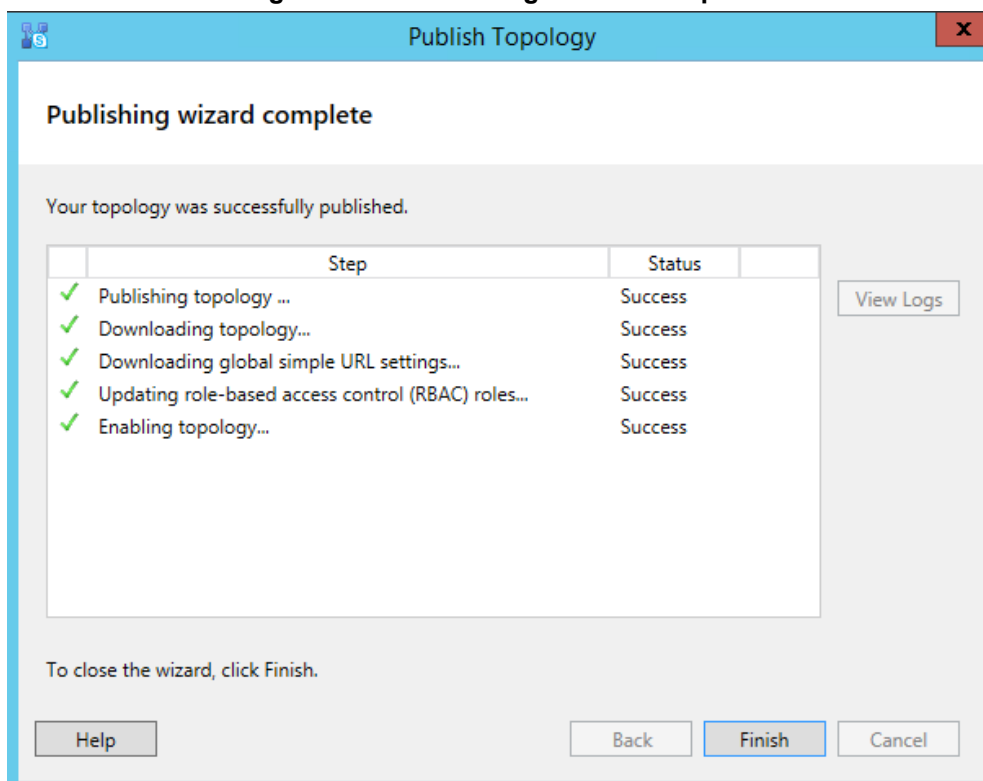 Publish Topology
x
Publishing wizard complete
Your topology was successfully published.
Step Status
Publishing topology ... Success
Downloading topology... Success
Downloading global simple URL settings... Success
Updating role-based access control (RBAC) roles... Success
Enabling topology... Success
View Logs
To close the wizard, click Finish.
Help Back Finish Cancel